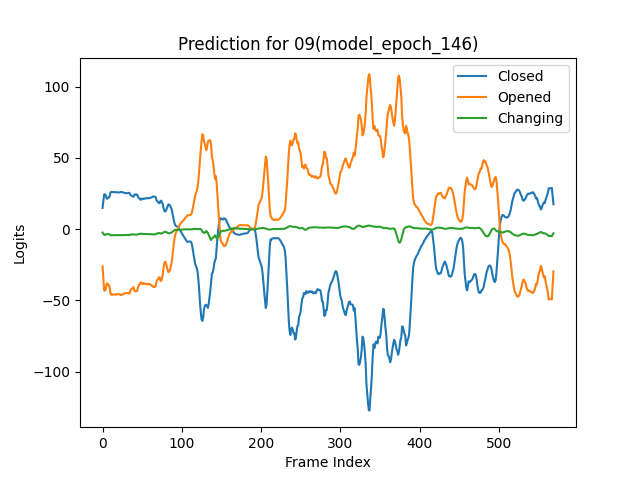 Prediction for 09(model_epoch_146)
Closed
Opened
Changing
Logits
100
50
0
−50
−100
0 100 200 300 400 500
Frame Index